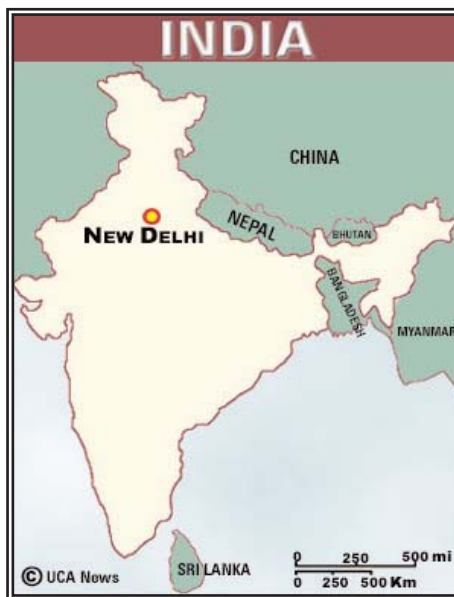 INDIA
CHINA
NEPAL
BHUTAN
NEW DELHI
BANGLADESH
MYANMAR
SRI LANKA
0 250 500 mi
0 250 500 Km
© UCA News